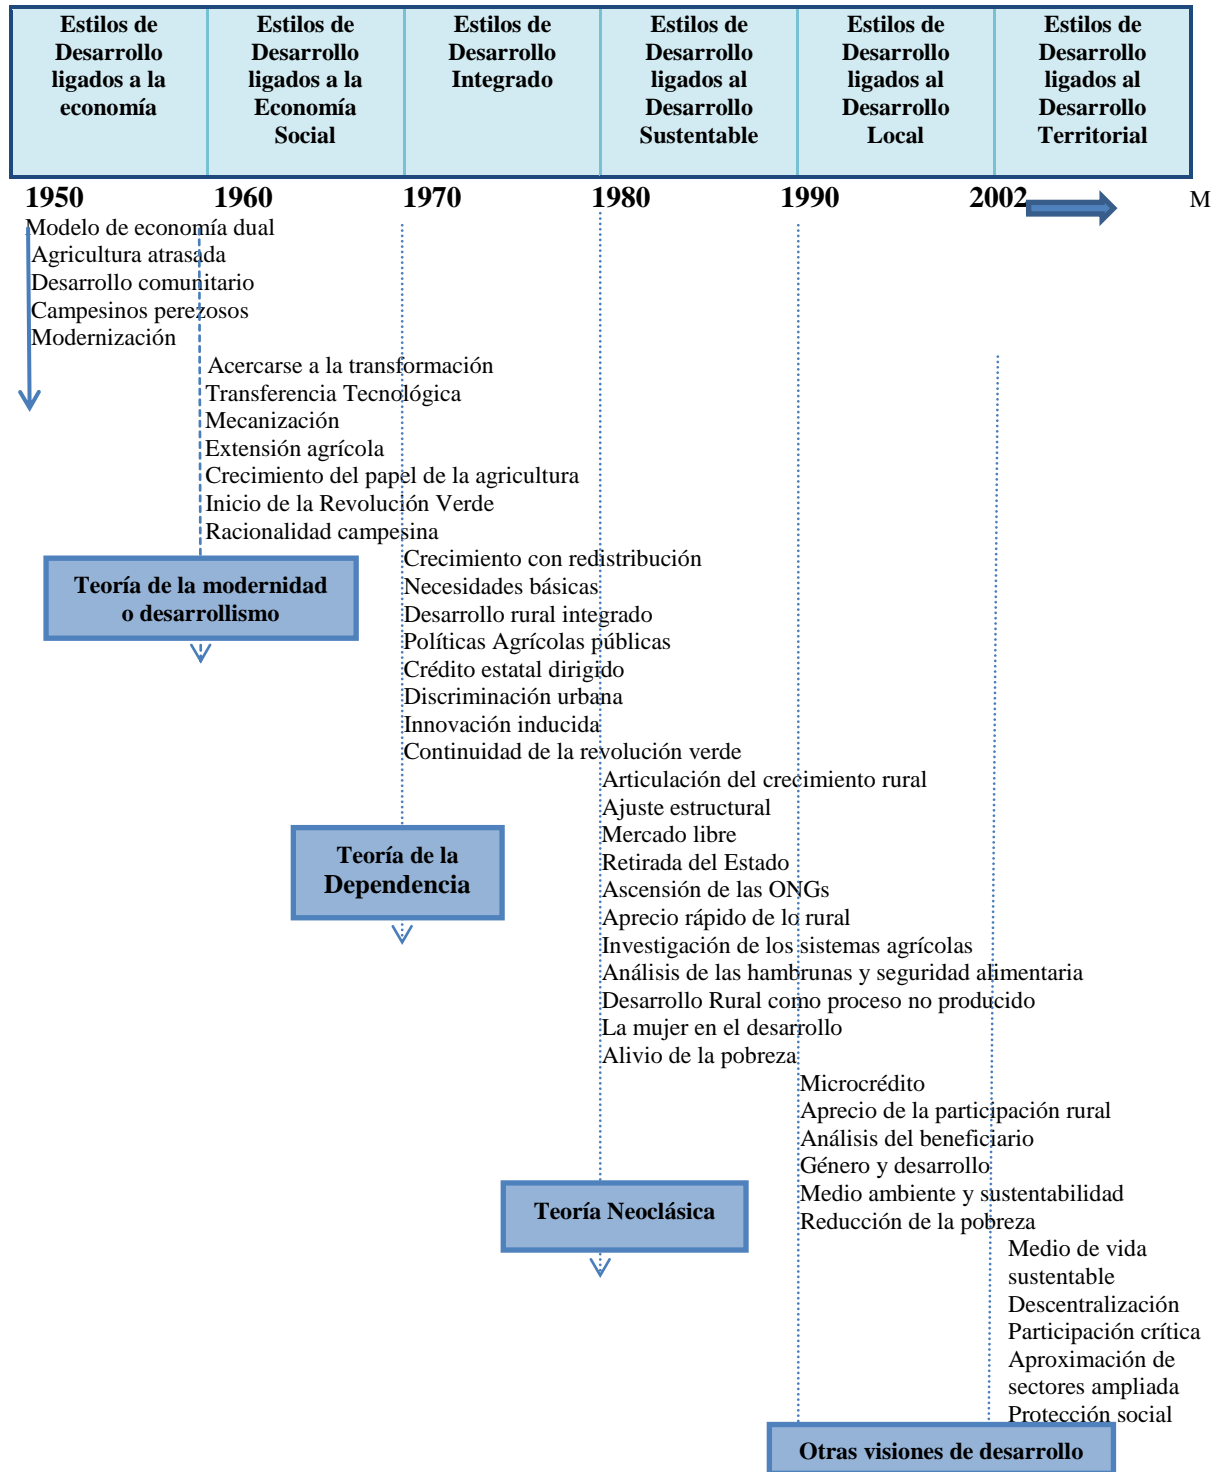 Estilos de
Desarrollo
ligados a la
economía
Estilos de
Desarrollo
ligados a la
Economía
Social
Estilos de
Desarrollo
Integrado
Estilos de
Desarrollo
ligados al
Desarrollo
Sustentable
Estilos de
Desarrollo
ligados al
Desarrollo
Local
Estilos de
Desarrollo
ligados al
Desarrollo
Territorial
1950 1960 1970 1980 1990 2002 M
Modelo de economía dual
Agricultura atrasada
Desarrollo comunitario
Campesinos perezosos
Modernización
Acercarse a la transformación
Transferencia Tecnológica
Mecanización
Extensión agrícola
Crecimiento del papel de la agricultura
Inicio de la Revolución Verde
Racionalidad campesina
Teoría de la modernidad
o desarrollismo
Crecimiento con redistribución
Necesidades básicas
Desarrollo rural integrado
Políticas Agrícolas públicas
Crédito estatal dirigido
Discriminación urbana
Innovación inducida
Continuidad de la revolución verde
Teoría de la
Dependencia
Articulación del crecimiento rural
Ajuste estructural
Mercado libre
Retirada del Estado
Ascensión de las ONGs
Aprecio rápido de lo rural
Investigación de los sistemas agrícolas
Análisis de las hambrunas y seguridad alimentaria
Desarrollo Rural como proceso no producido
La mujer en el desarrollo
Alivio de la pobreza
Teoría Neoclásica
Microcrédito
Aprecio de la participación rural
Análisis del beneficiario
Género y desarrollo
Medio ambiente y sustentabilidad
Reducción de la pobreza
Medio de vida
sustentable
Descentralización
Participación crítica
Aproximación de
sectores ampliada
Protección social
Otras visiones de desarrollo